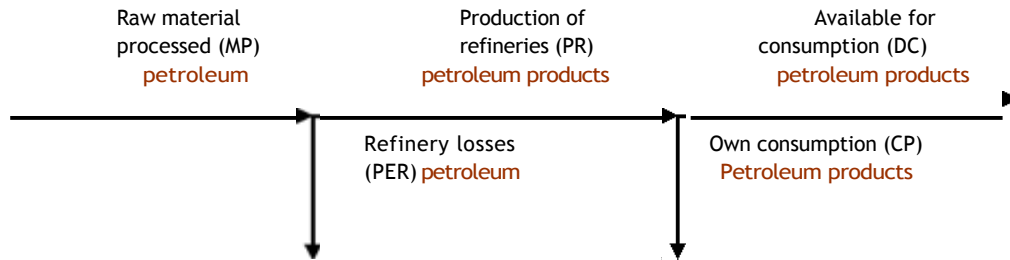 Raw material
processed (MP)
petroleum
Production of
refineries (PR)
petroleum products
Available for
consumption (DC)
petroleum products
Refinery losses
(PER) petroleum
Own consumption (CP)
Petroleum products